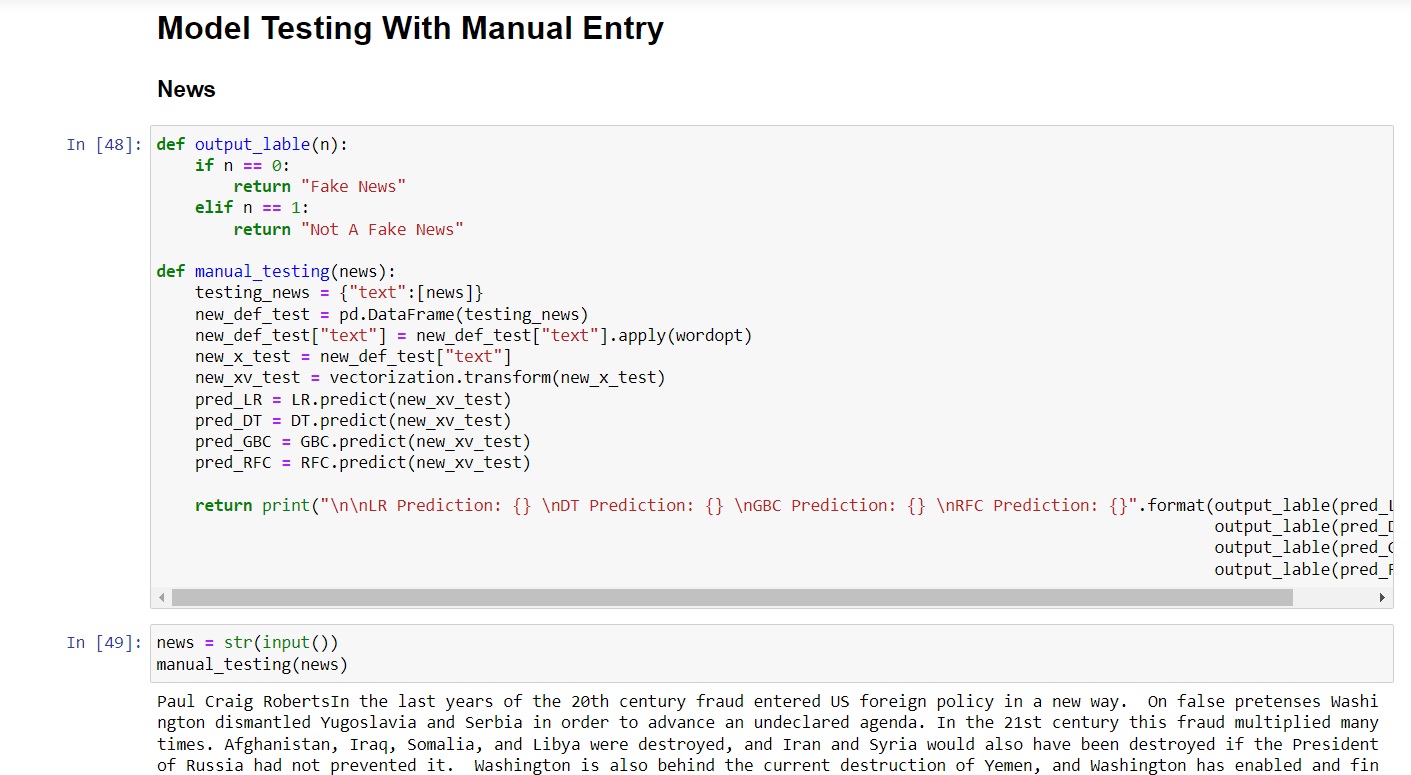 Model Testing With Manual Entry
News
In [48]:
def output_lable(n):
    if n == 0:
        return "Fake News"
    elif n == 1:
        return "Not A Fake News"
def manual_testing(news):
    testing_news = {"text":[news]}
    new_def_test = pd.DataFrame(testing_news)
    new_def_test["text"] = new_def_test["text"].apply(wordopt)
    new_x_test = new_def_test["text"]
    new_xv_test = vectorization.transform(new_x_test)
    pred_LR = LR.predict(new_xv_test)
    pred_DT = DT.predict(new_xv_test)
    pred_GBC = GBC.predict(new_xv_test)
    pred_RFC = RFC.predict(new_xv_test)
    return print("\n\nLR Prediction: {} \nDT Prediction: {} \nGBC Prediction: {} \nRFC Prediction: {}".format(output_lable(pred_L
output_lable(pred_D
output_lable(pred_G
output_lable(pred_R
In [49]:
news = str(input())
manual_testing(news)
Paul Craig RobertsIn the last years of the 20th century fraud entered US foreign policy in a new way.  On false pretenses Washi
ngton dismantled Yugoslavia and Serbia in order to advance an undeclared agenda. In the 21st century this fraud multiplied many
times. Afghanistan, Iraq, Somalia, and Libya were destroyed, and Iran and Syria would also have been destroyed if the President
of Russia had not prevented it.  Washington is also behind the current destruction of Yemen, and Washington has enabled and fin